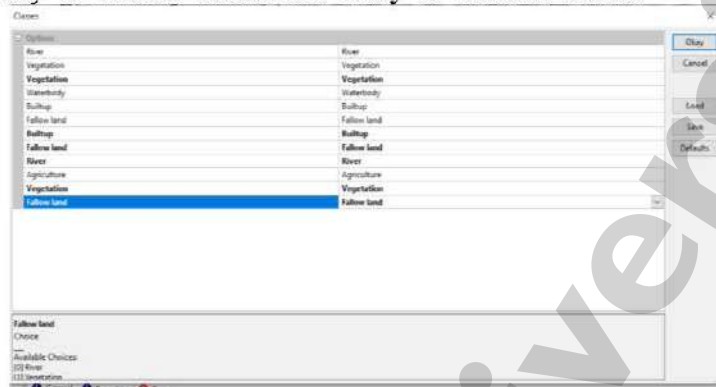 Classes
Options
River River
Vegetation Vegetation
Vegetation Vegetation
Waterbody Waterbody
Builtup Builtup
Fallow land Fallow land
Builtup Builtup
Fallow land Fallow land
River River
Agriculture Agriculture
Vegetation Vegetation
Fallow land Fallow land
Okay
Cancel
Load
Save
Defaults
Fallow land
Choice
Available Choices:
[0] River
[1] Vegetation